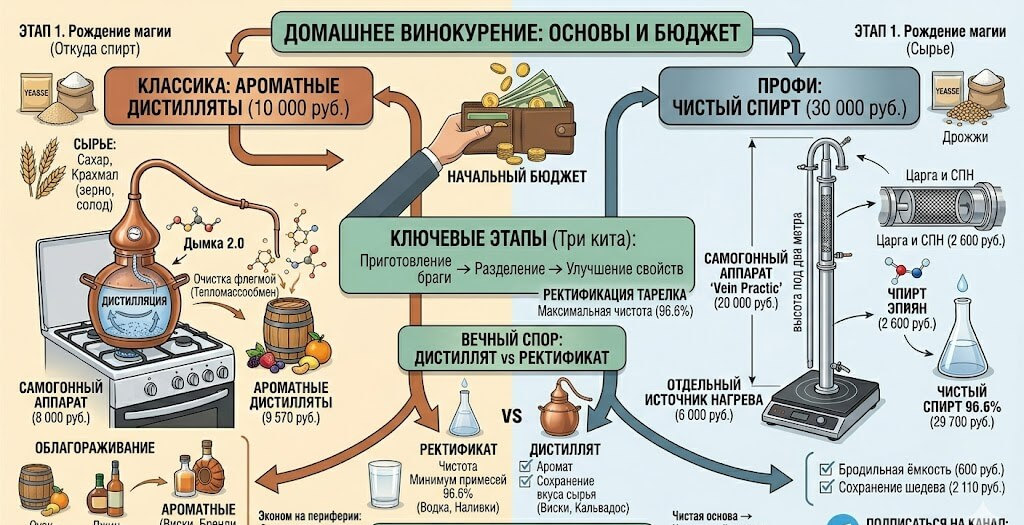 ДОМАШНЕЕ ВИНОКУРЕНИЕ: ОСНОВЫ И БЮДЖЕТ
ЭТАП 1. Рождение магии
(Откуда спирт)
YEASSE
КЛАССИКА: АРОМАТНЫЕ
ДИСТИЛЛЯТЫ (10 000 руб.)
СЫРЬЕ:
Сахар,
Крахмал
(зерно,
солод)
Дымка 2.0
Очистка флегмой
(Тепломассообмен)
ДИСТИЛЛЯЦИЯ
САМОГОННЫЙ
АППАРАТ
(8 000 руб.)
АРОМАТНЫЕ
ДИСТИЛЛЯТЫ
(9 570 руб.)
ОБЛАГОРАЖИВАНИЕ
АРОМАТНЫЕ
(Виски, Бренди
НАЧАЛЬНЫЙ БЮДЖЕТ
КЛЮЧЕВЫЕ ЭТАПЫ (Три кита):
Приготовление браги → Разделение → Улучшение свойств
РЕКТИФИКАЦИЯ ТАРЕЛКА
Максимальная чистота (96.6%)
ВЕЧНЫЙ СПОР:
ДИСТИЛЛЯТ vs РЕКТИФИКАТ
РЕКТИФИКАТ
Чистота
Минимум примесей
96.6%
(Водка, Наливки)
VS
ДИСТИЛЛЯТ
Аромат
Сохранение
вкуса сырья
(Виски, Кальвадос)
Эконом на периферии:
Чистая основа →
ЭТАП 1. Рождение магии
(Сырье)
YEASSE
Дрожжи
ПРОФИ:
ЧИСТЫЙ СПИРТ (30 000 руб.)
Царга и СПН
Царга и СПН (2 600 руб.)
САМОГОННЫЙ
АППАРАТ
'Vein Practic'
(20 000 руб.)
высота под два метра
ЧПИРТ
ЭПИЯН
(2 600 руб.)
ОТДЕЛЬНЫЙ
ИСТОЧНИК НАГРЕВА
(6 000 руб.)
ЧИСТЫЙ
СПИРТ 96.6%
(29 700 руб.)
Бродильная ёмкость (600 руб.)
Сохранение шедева (2 110 руб.)
ПОДПИСАТЬСЯ НА КАНАЛ: